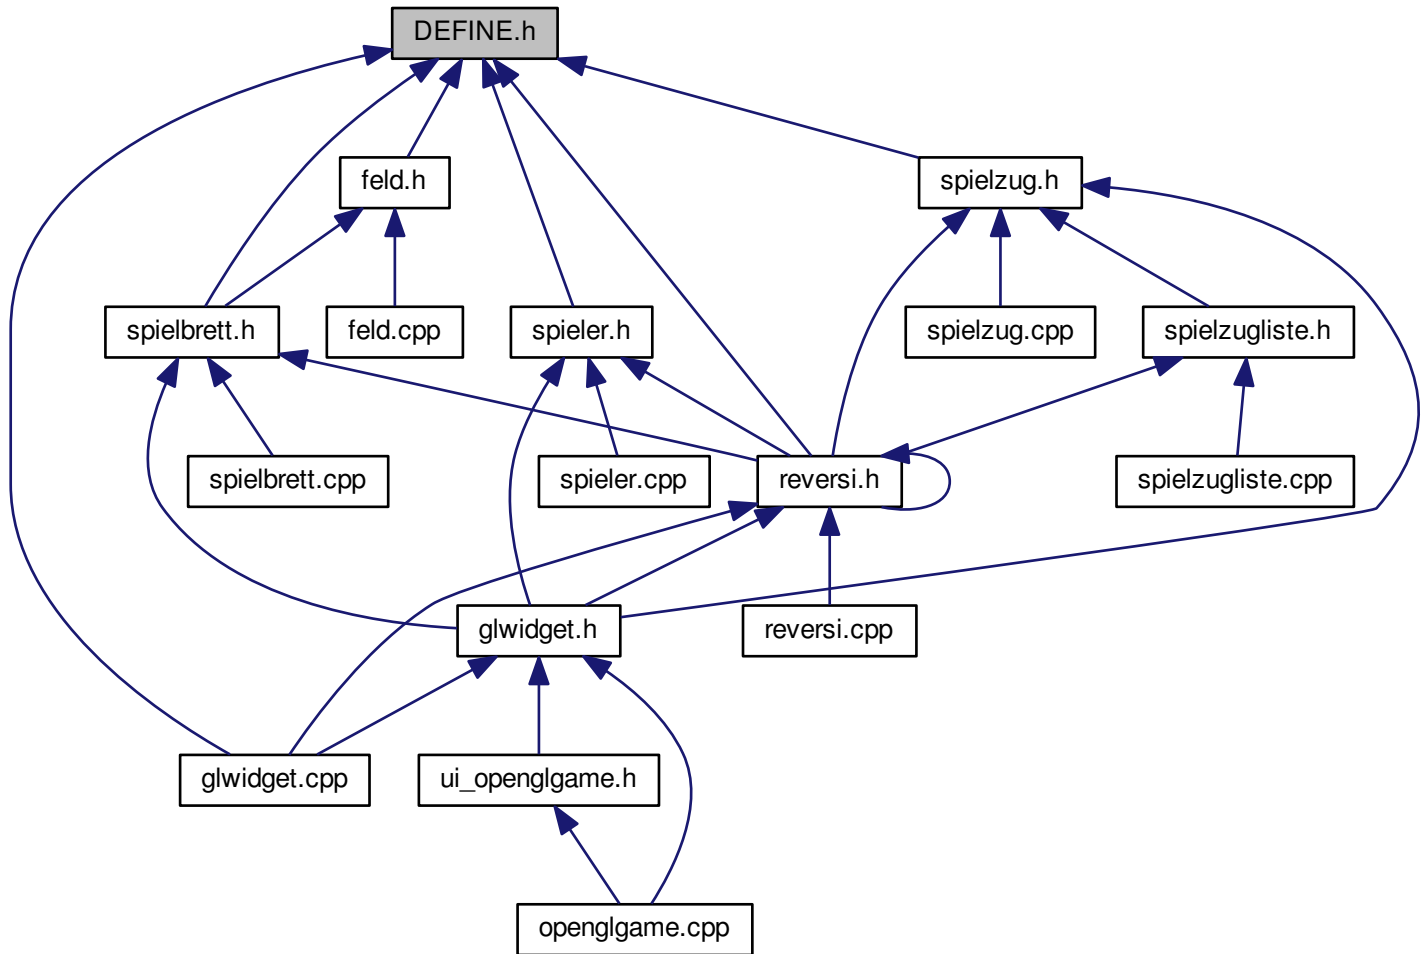 DEFINE.h
feld.h
spielzug.h
spielbrett.h
feld.cpp
spieler.h
spielzug.cpp
spielzugliste.h
spielbrett.cpp
spieler.cpp
reversi.h
spielzugliste.cpp
glwidget.h
reversi.cpp
glwidget.cpp
ui_openglgame.h
openglgame.cpp